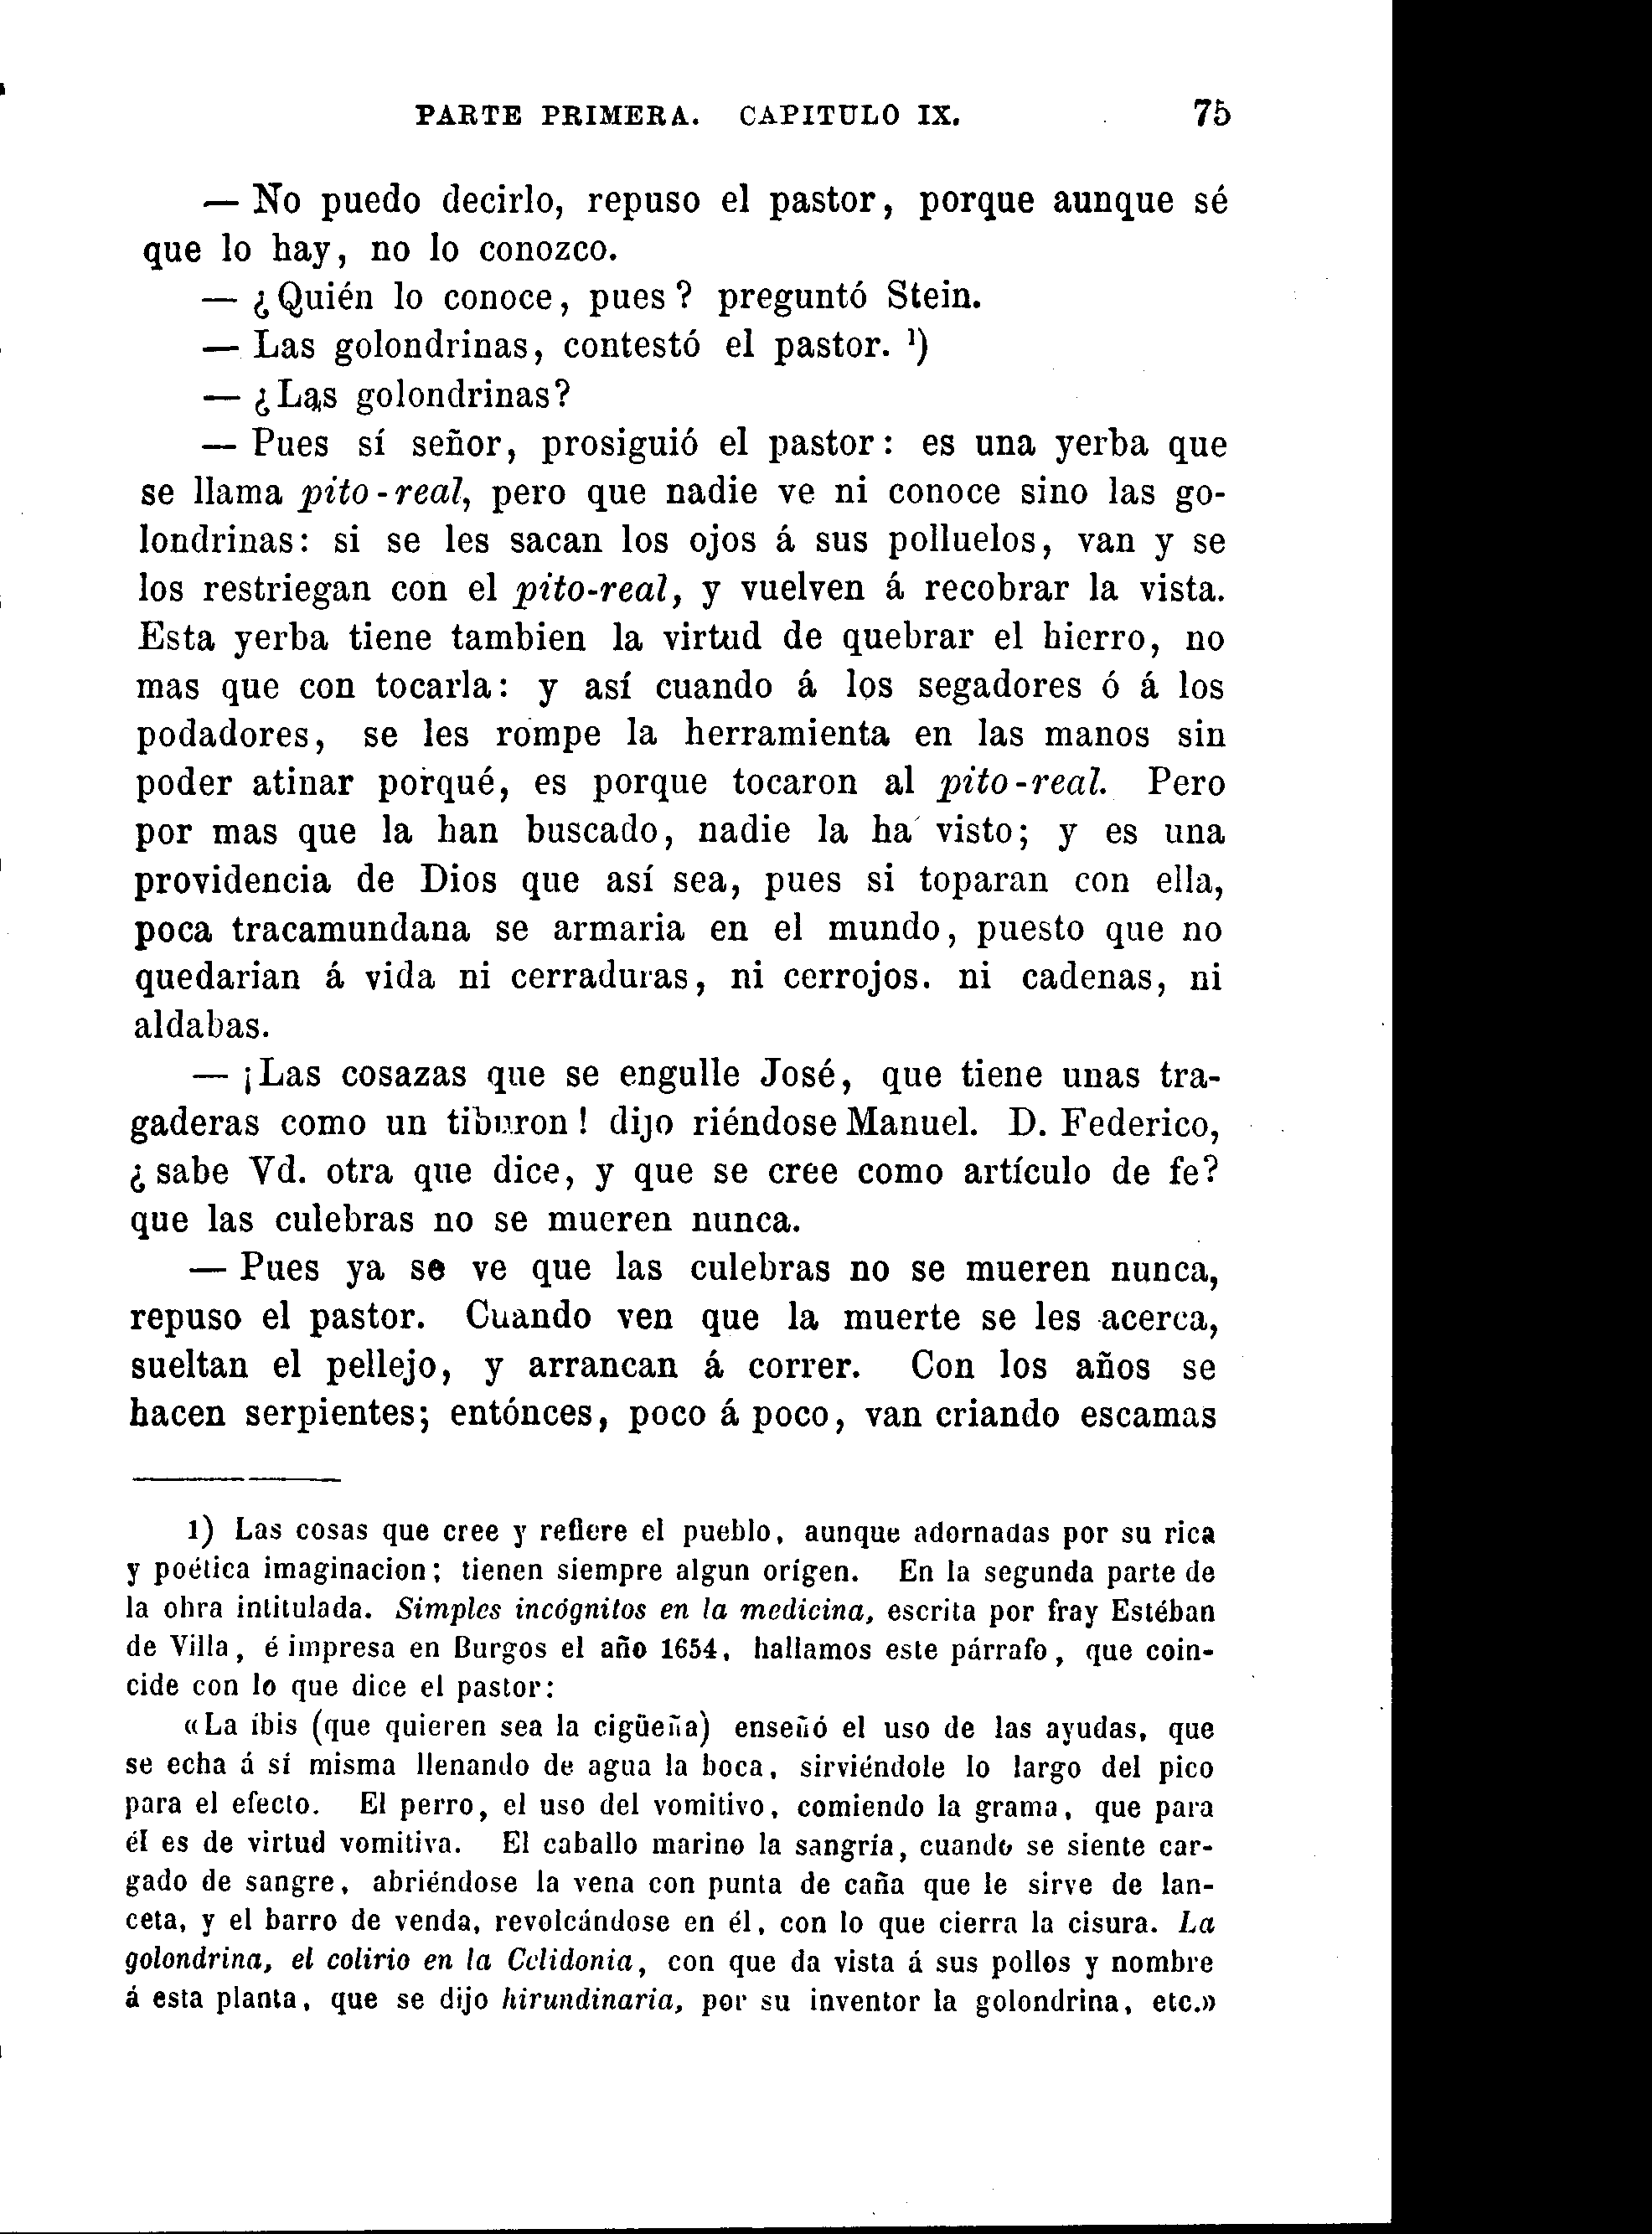 PARTE PRIMERA. CAPITULO IX. 75
— No puedo decirlo, repuso el pastor, porque aunque sé
que lo hay, no lo conozco.
— ¿Quién lo conoce, pues? preguntó Stein.
— Las golondrinas, contestó el pastor. ¹)
— ¿Las golondrinas?
— Pues sí señor, prosiguió el pastor: es una yerba que
se llama pito-real, pero que nadie ve ni conoce sino las go-
londrinas: si se les sacan los ojos á sus polluelos, van y se
los restriegan con el pito-real, y vuelven á recobrar la vista.
Esta yerba tiene tambien la virtud de quebrar el hierro, no
mas que con tocarla: y así cuando á los segadores ó á los
podadores, se les rompe la herramienta en las manos sin
poder atinar porqué, es porque tocaron al pito-real. Pero
por mas que la han buscado, nadie la ha visto; y es una
providencia de Dios que así sea, pues si toparan con ella,
poca tracamundana se armaria en el mundo, puesto que no
quedarian á vida ni cerraduras, ni cerrojos. ni cadenas, ni
aldabas.
— ¡Las cosazas que se engulle José, que tiene unas tra-
gaderas como un tiburon! dijo riéndose Manuel. D. Federico,
¿sabe Vd. otra que dice, y que se cree como artículo de fe?
que las culebras no se mueren nunca.
— Pues ya se ve que las culebras no se mueren nunca,
repuso el pastor. Cuando ven que la muerte se les acerca,
sueltan el pellejo, y arrancan á correr. Con los años se
hacen serpientes; entónces, poco á poco, van criando escamas
1) Las cosas que cree y refiere el pueblo, aunque adornadas por su rica
y poética imaginacion; tienen siempre algun orígen. En la segunda parte de
la obra intitulada. Simples incógnitos en la medicina, escrita por fray Estéban
de Villa, é impresa en Burgos el año 1654, hallamos este párrafo, que coin-
cide con lo que dice el pastor:
«La ibis (que quieren sea la cigüeña) enseñó el uso de las ayudas, que
se echa á sí misma llenando de agua la boca, sirviéndole lo largo del pico
para el efecto. El perro, el uso del vomitivo, comiendo la grama, que para
él es de virtud vomitiva. El caballo marino la sangría, cuando se siente car-
gado de sangre, abriéndose la vena con punta de caña que le sirve de lan-
ceta, y el barro de venda, revolcándose en él, con lo que cierra la cisura. La
golondrina, el colirio en la Celidonia, con que da vista á sus pollos y nombre
á esta planta, que se dijo hirundinaria, por su inventor la golondrina, etc.»